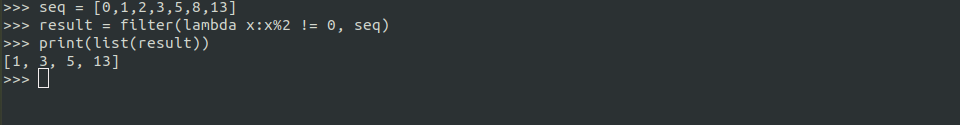 >>> seq = [0,1,2,3,5,8,13]
>>> result = filter(lambda x:x%2 != 0, seq)
>>> print(list(result))
[1, 3, 5, 13]
>>>